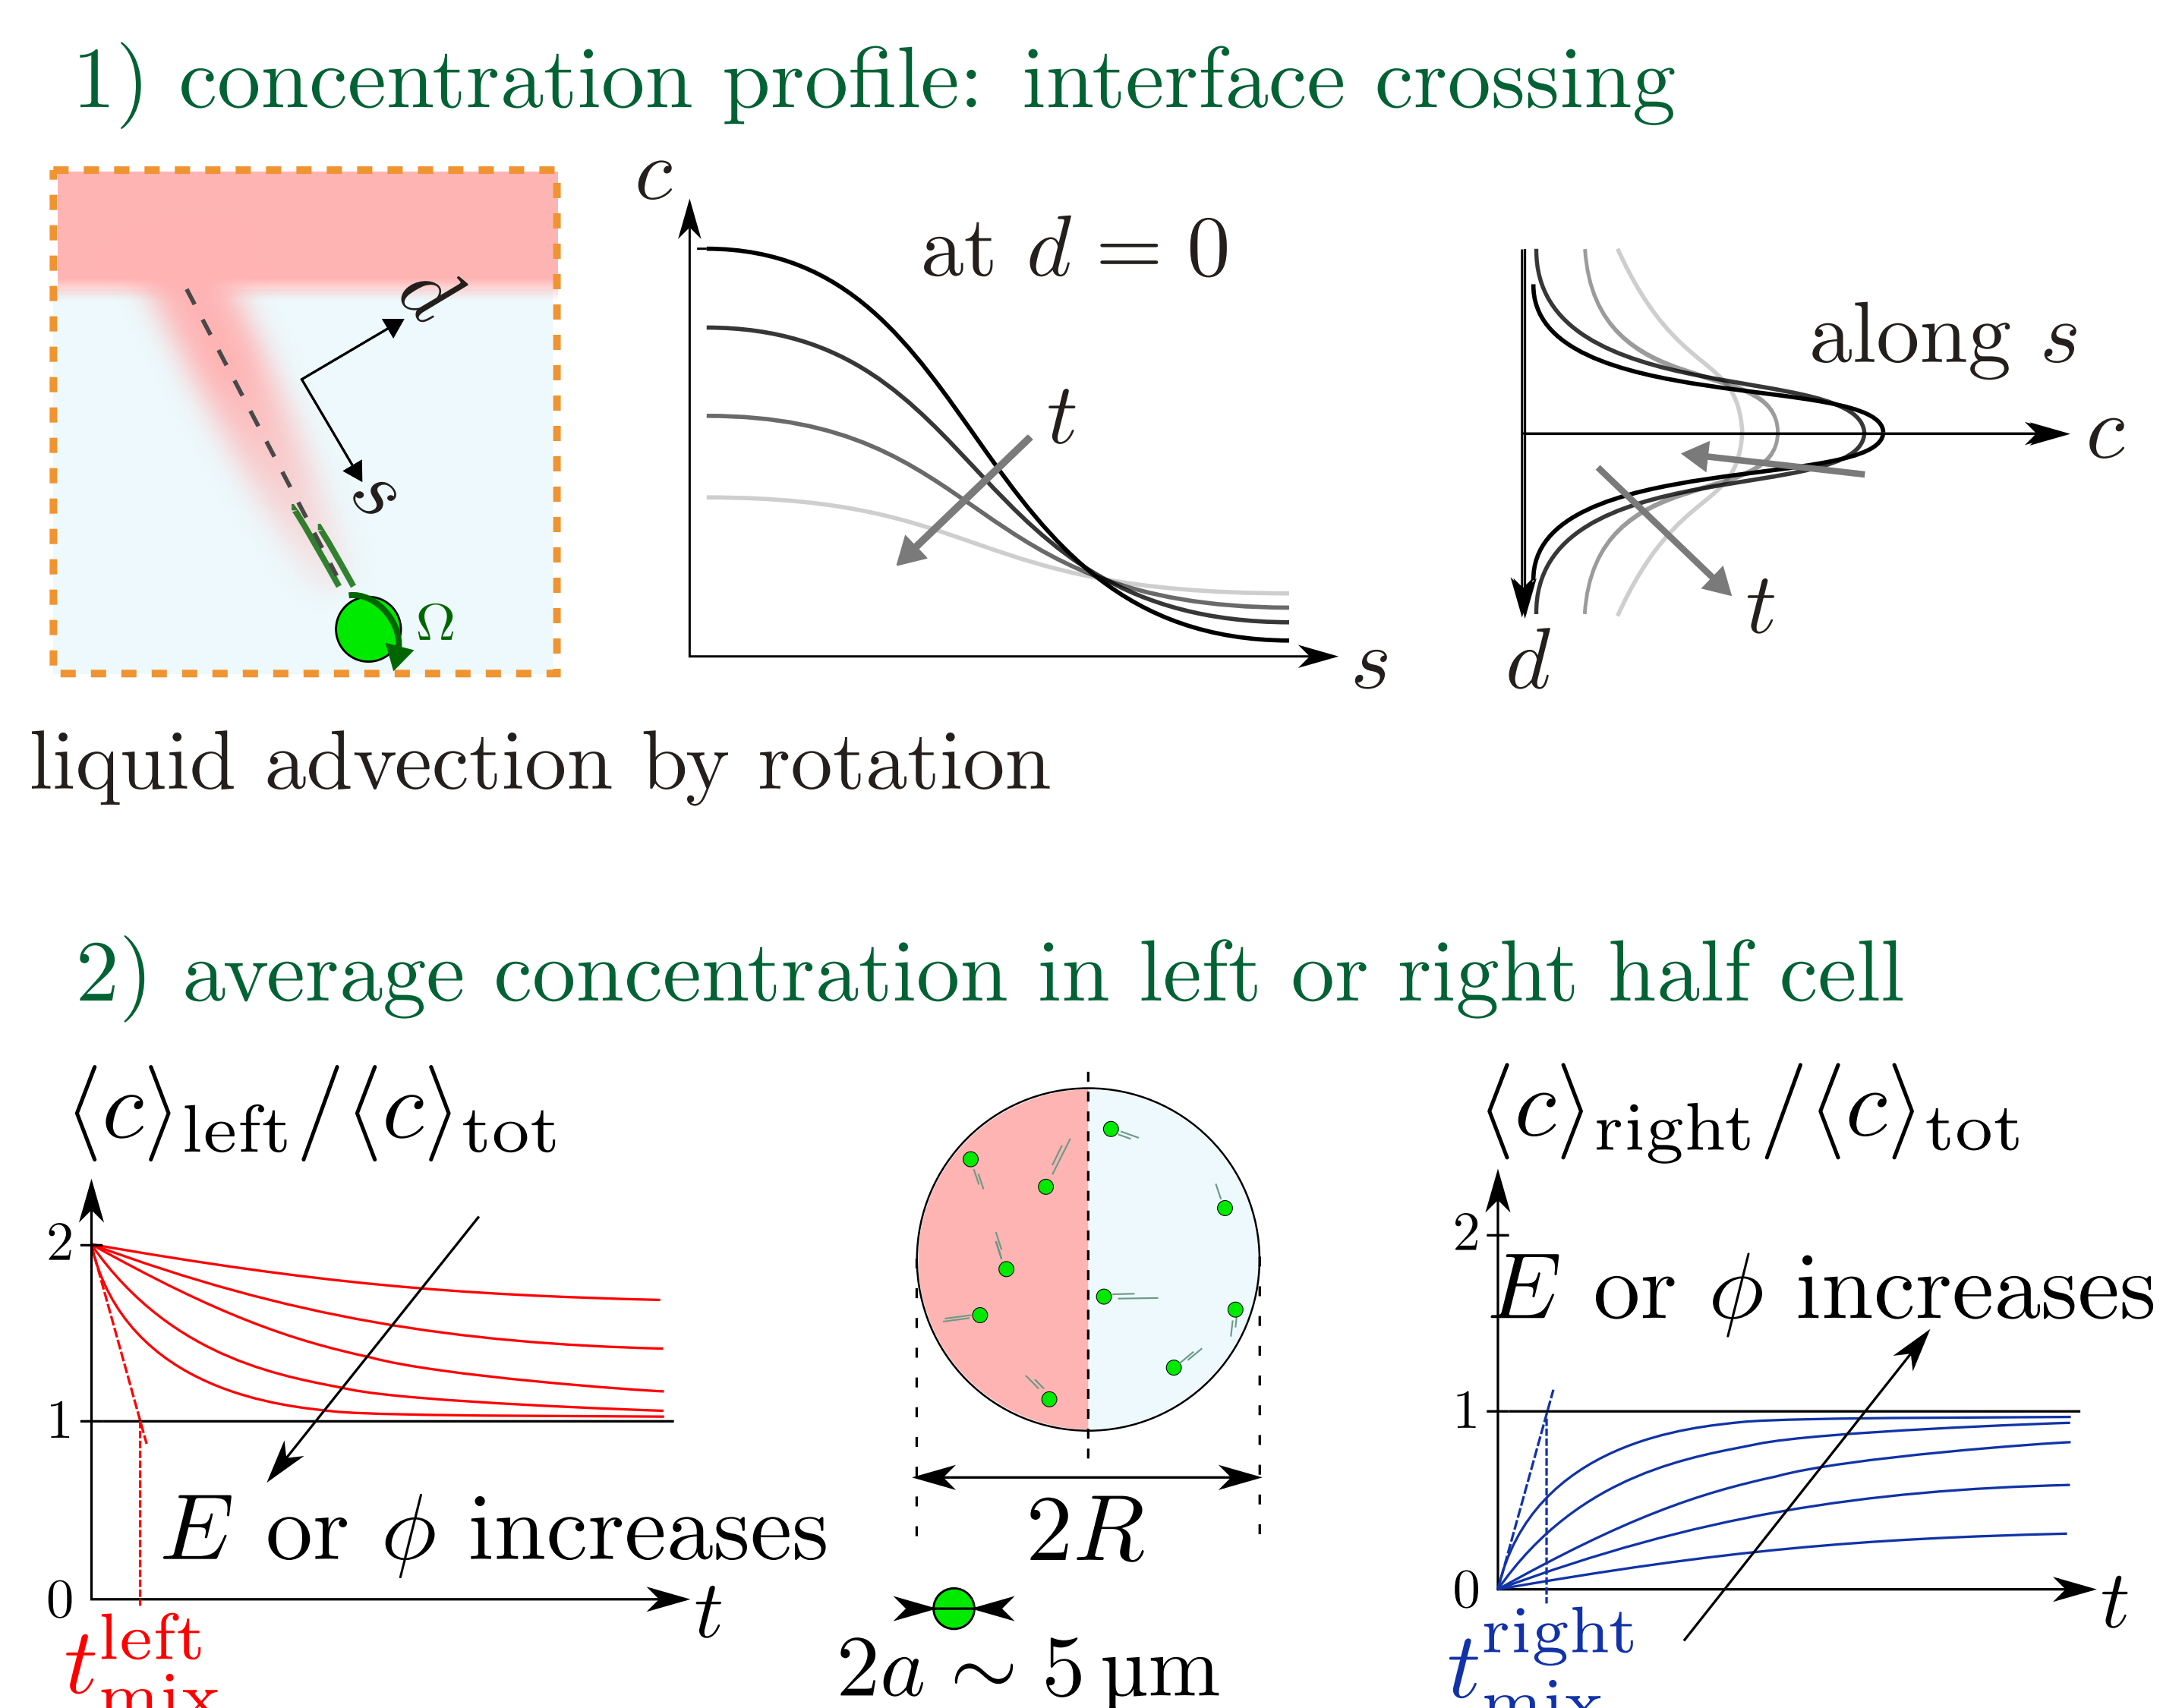 1) concentration profile: interface crossing
c
at d = 0
d
along s
t
c
s
Ω
t
s
d
liquid advection by rotation
2) average concentration in left or right half cell
⟨c⟩left/⟨c⟩tot
⟨c⟩right/⟨c⟩tot
2
2
E or ϕ increases
1
1
E or ϕ increases
2R
0
t
0
t
t left mix
2a ∼ 5 µm
t right mix